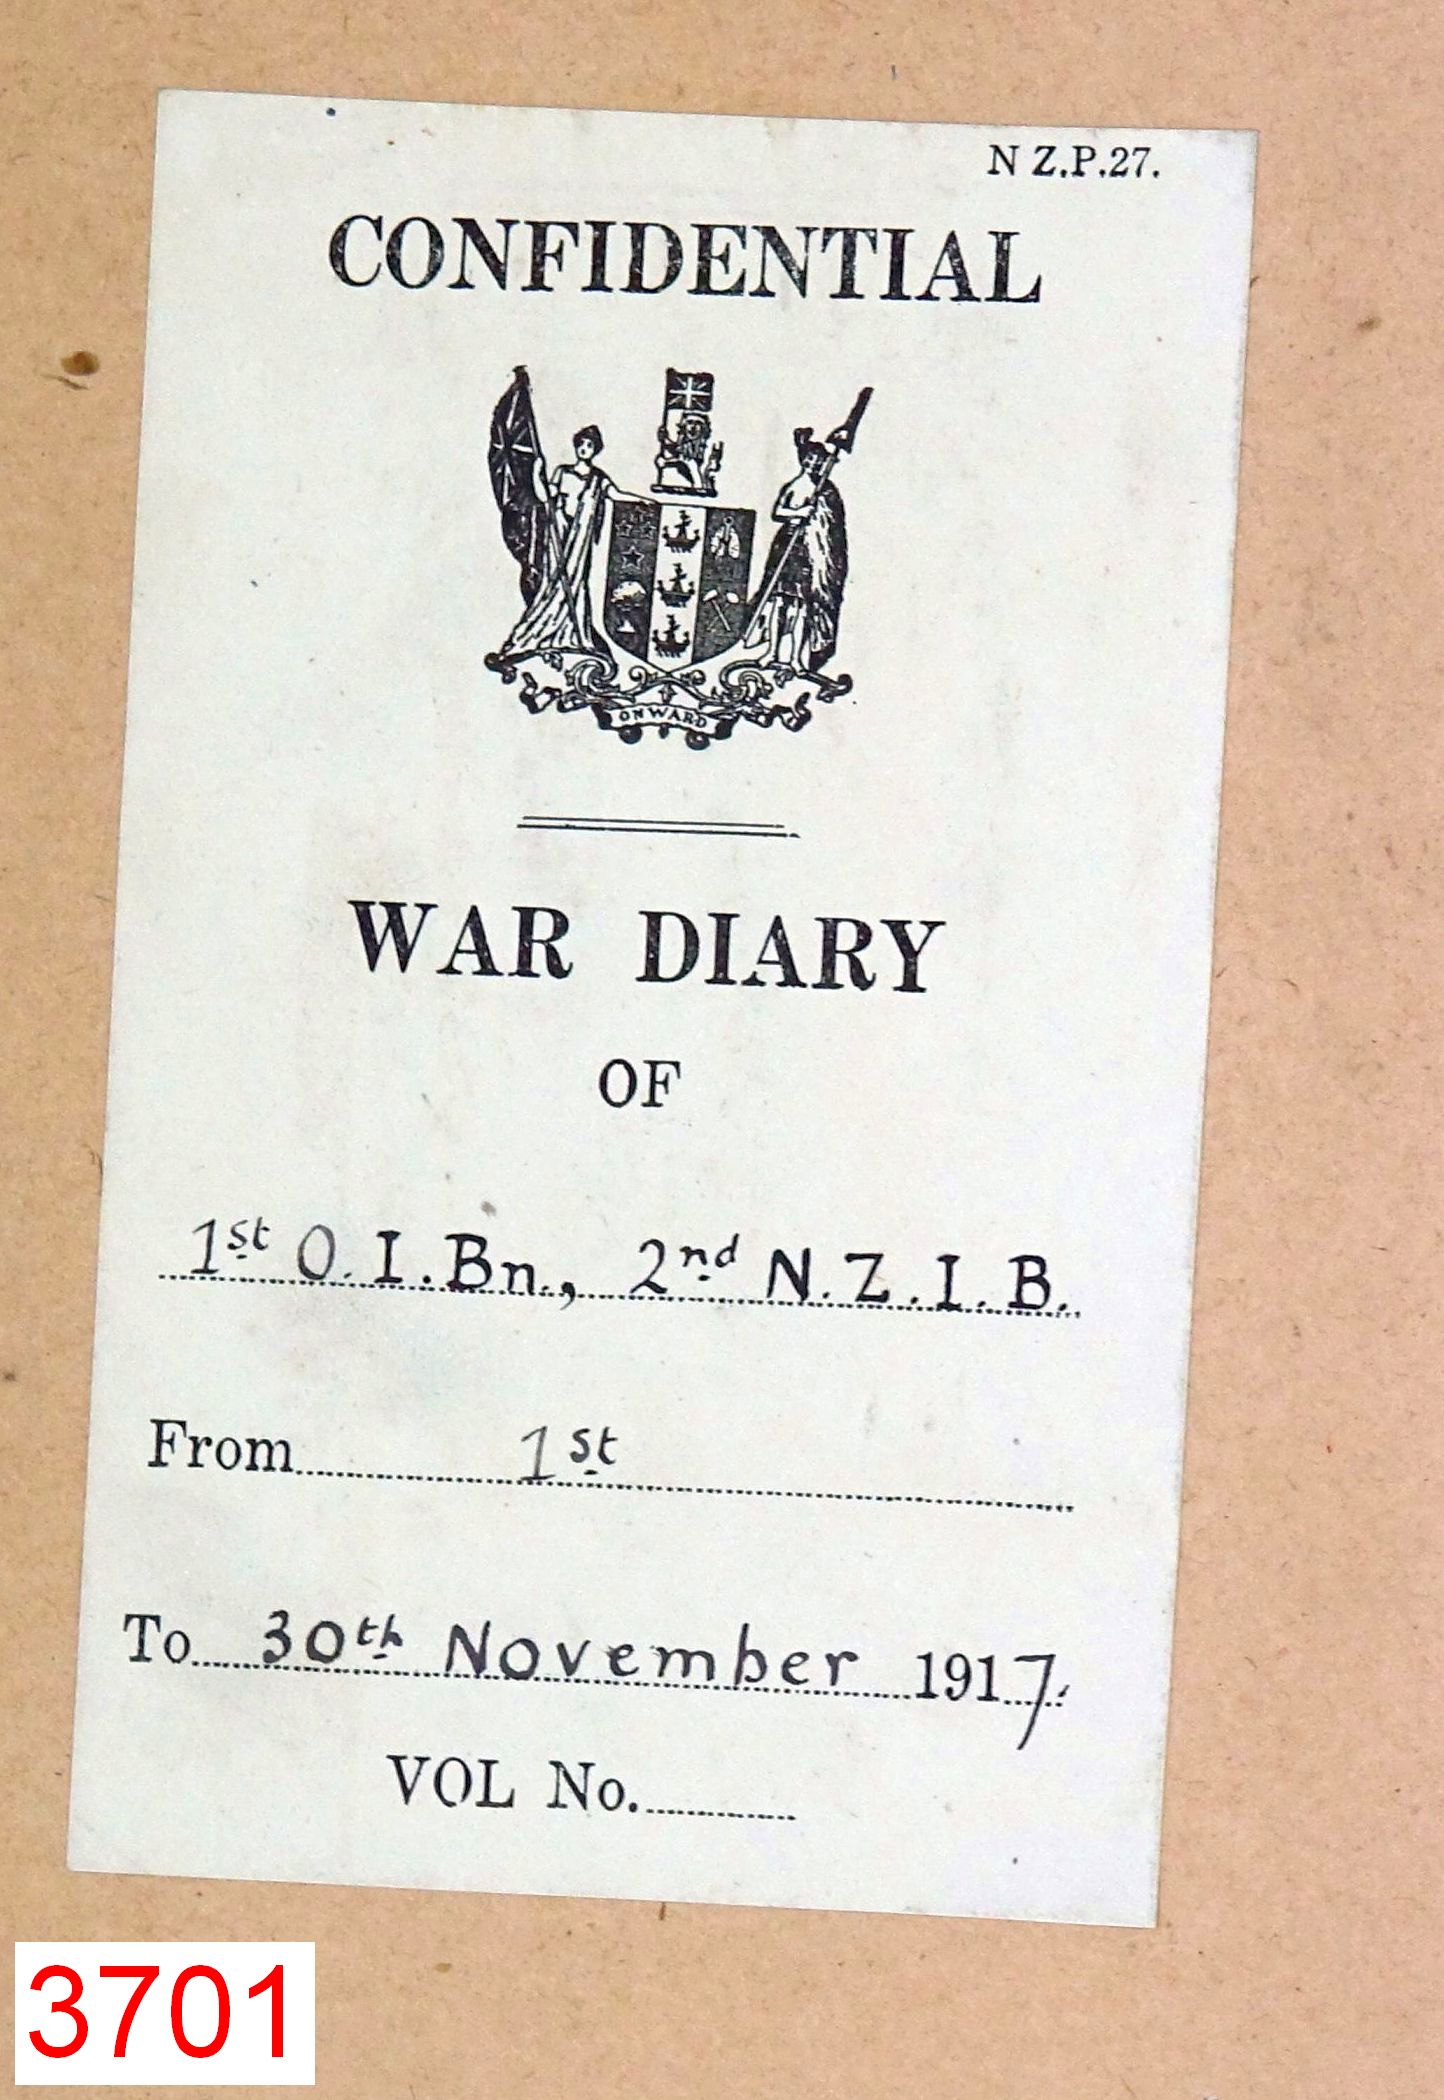 N Z.P.27.
CONFIDENTIAL
ONWARD
WAR DIARY
OF
1st O.I.Bn., 2nd N.Z.I.B.
From 1st
To 30th November 1917.
VOL No.
3701